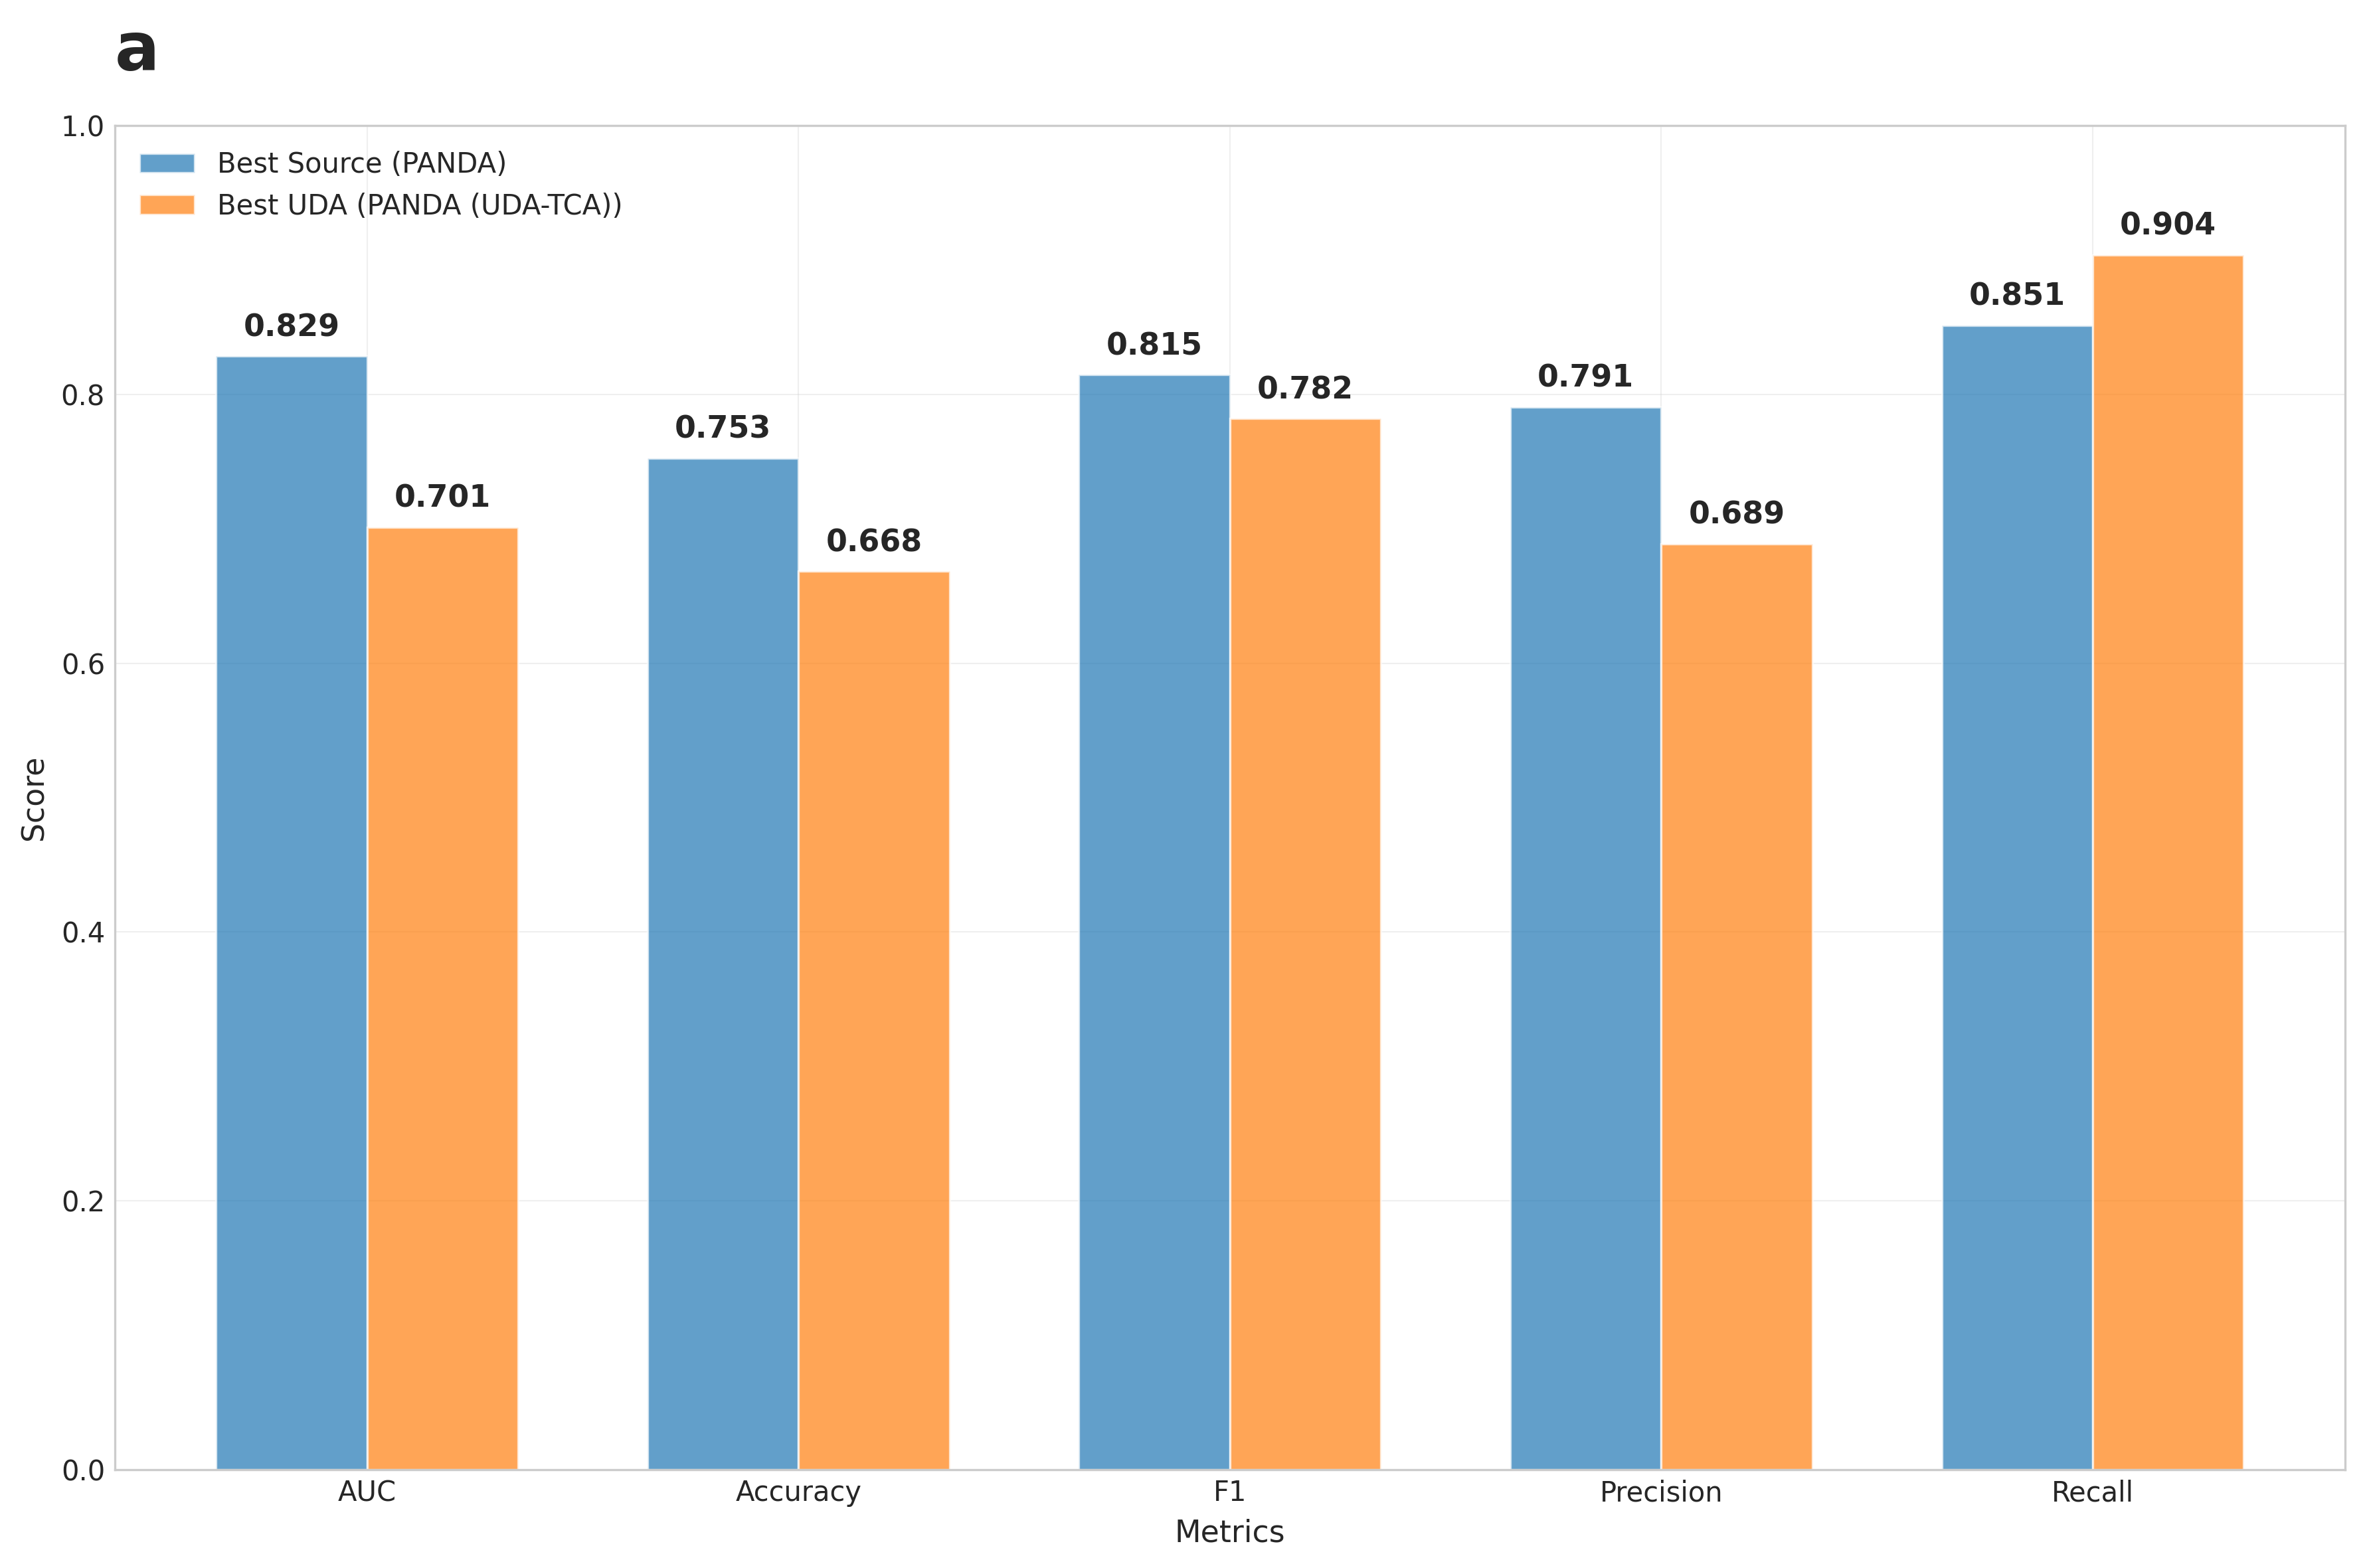 a
1.0
0.8
0.6
0.4
0.2
0.0
Score
Best Source (PANDA)
Best UDA (PANDA (UDA-TCA))
0.829
0.701
0.753
0.668
0.815
0.782
0.791
0.689
0.851
0.904
AUC
Accuracy
F1
Precision
Recall
Metrics